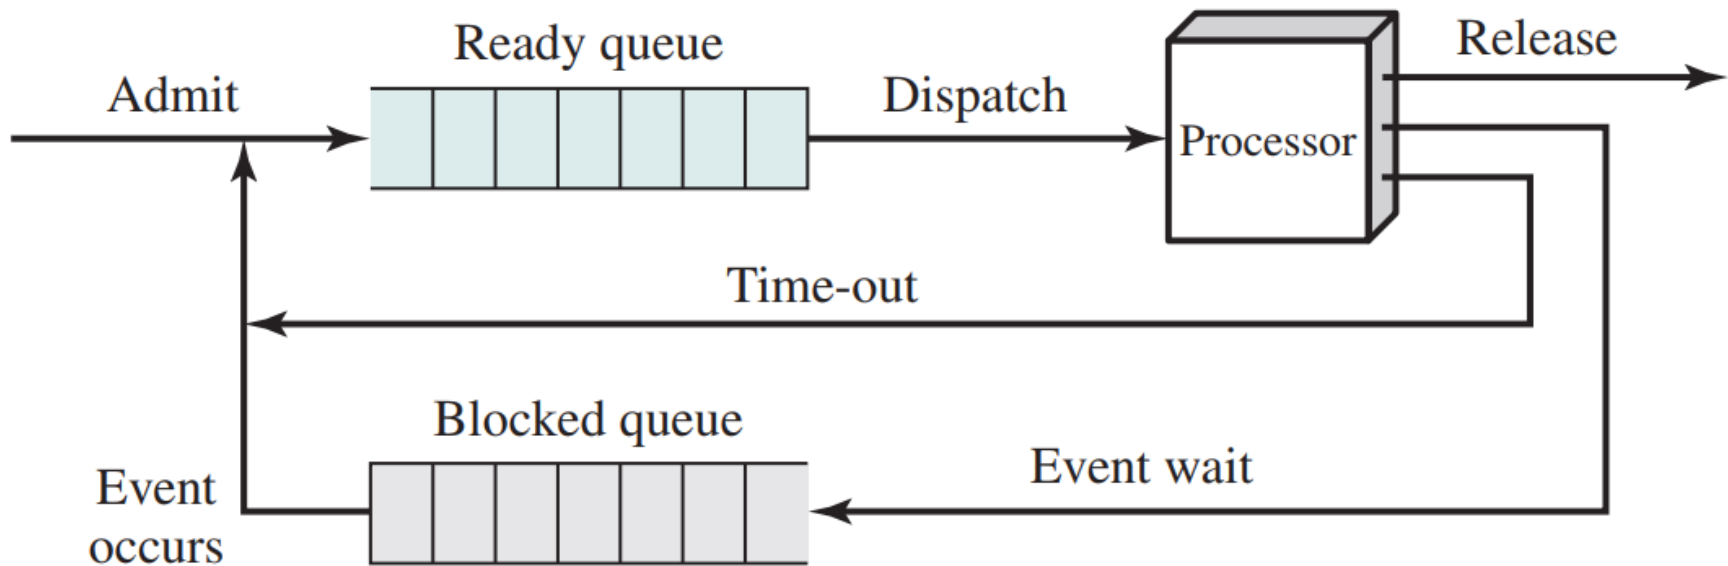 Ready queue
Release
Admit
Dispatch
Processor
Time-out
Blocked queue
Event wait
Event
occurs